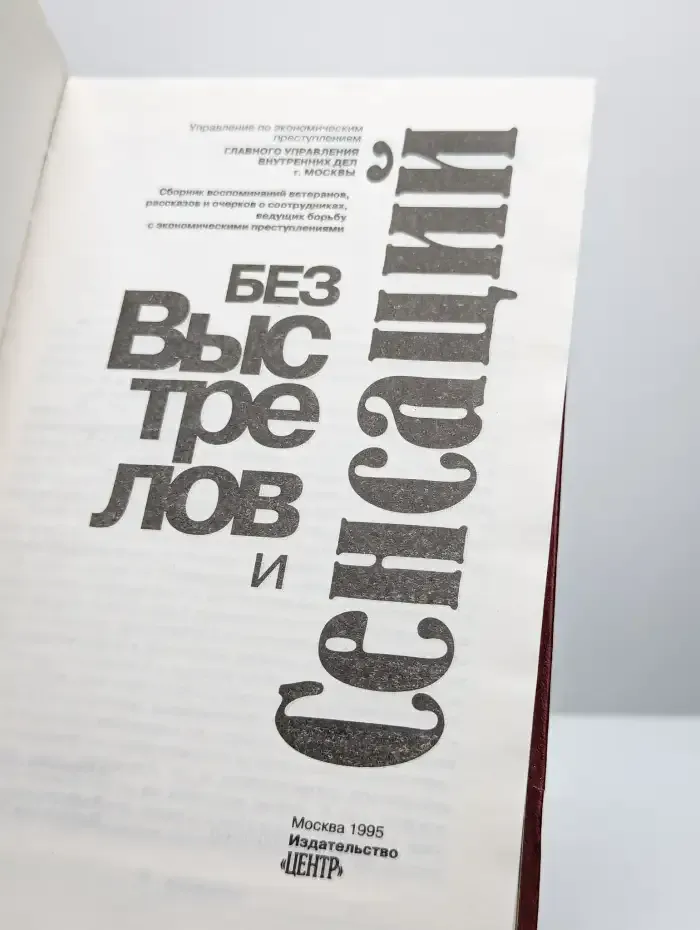 Управление по экономическим
преступлениям
ГЛАВНОГО УПРАВЛЕНИЯ
ВНУТРЕННИХ ДЕЛ
г. МОСКВЫ
Сборник воспоминаний ветеранов,
рассказов и очерков о сотрудниках,
ведущих борьбу
с экономическими преступлениями
БЕЗ
Выс
тре
лов
и
Сенсаций
Москва 1995
Издательство
«ЦЕНТР»